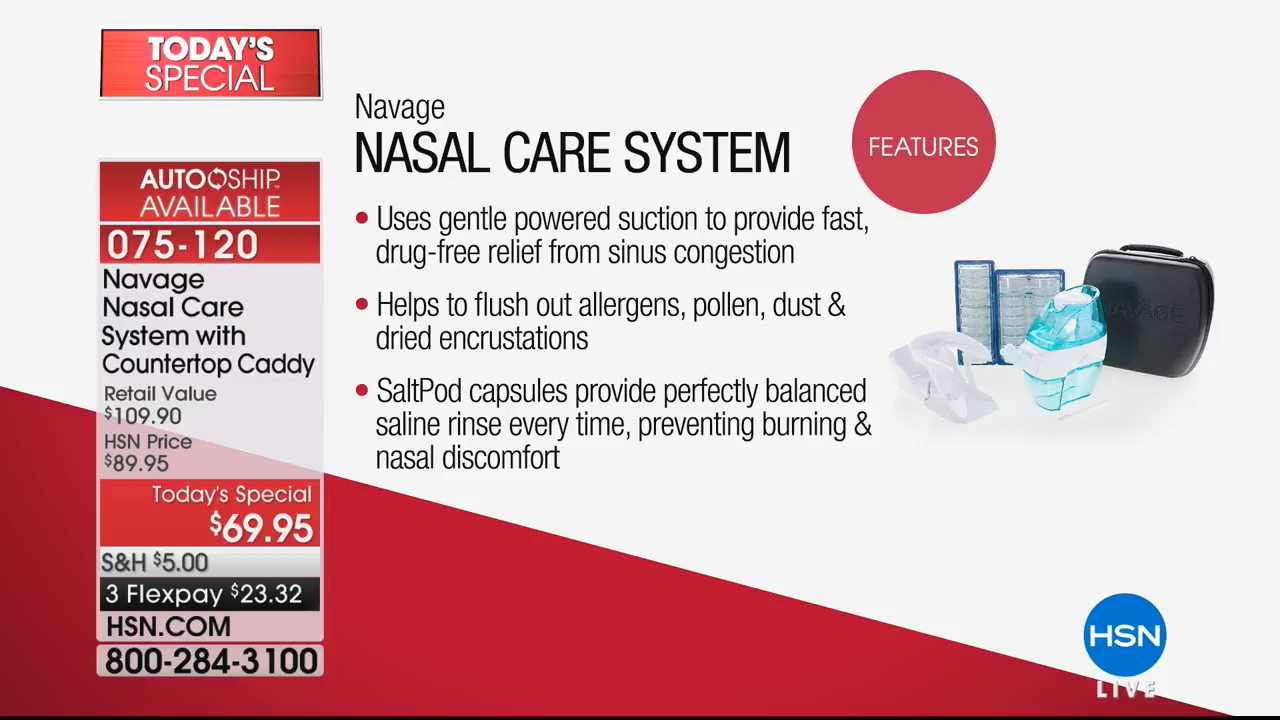 TODAY'S
SPECIAL
AUTOSHIP
AVAILABLE
075-120
Navage
Nasal Care
System with
Countertop Caddy
Retail Value
$109.90
HSN Price
$89.95
Today's Special
$69.95
S&H $5.00
3 Flexpay $23.32
HSN.COM
800-284-3100
Navage
NASAL CARE SYSTEM
FEATURES
• Uses gentle powered suction to provide fast,
drug-free relief from sinus congestion
• Helps to flush out allergens, pollen, dust &
dried encrustations
• SaltPod capsules provide perfectly balanced
saline rinse every time, preventing burning &
nasal discomfort
NAVAGE
HSN
LIVE